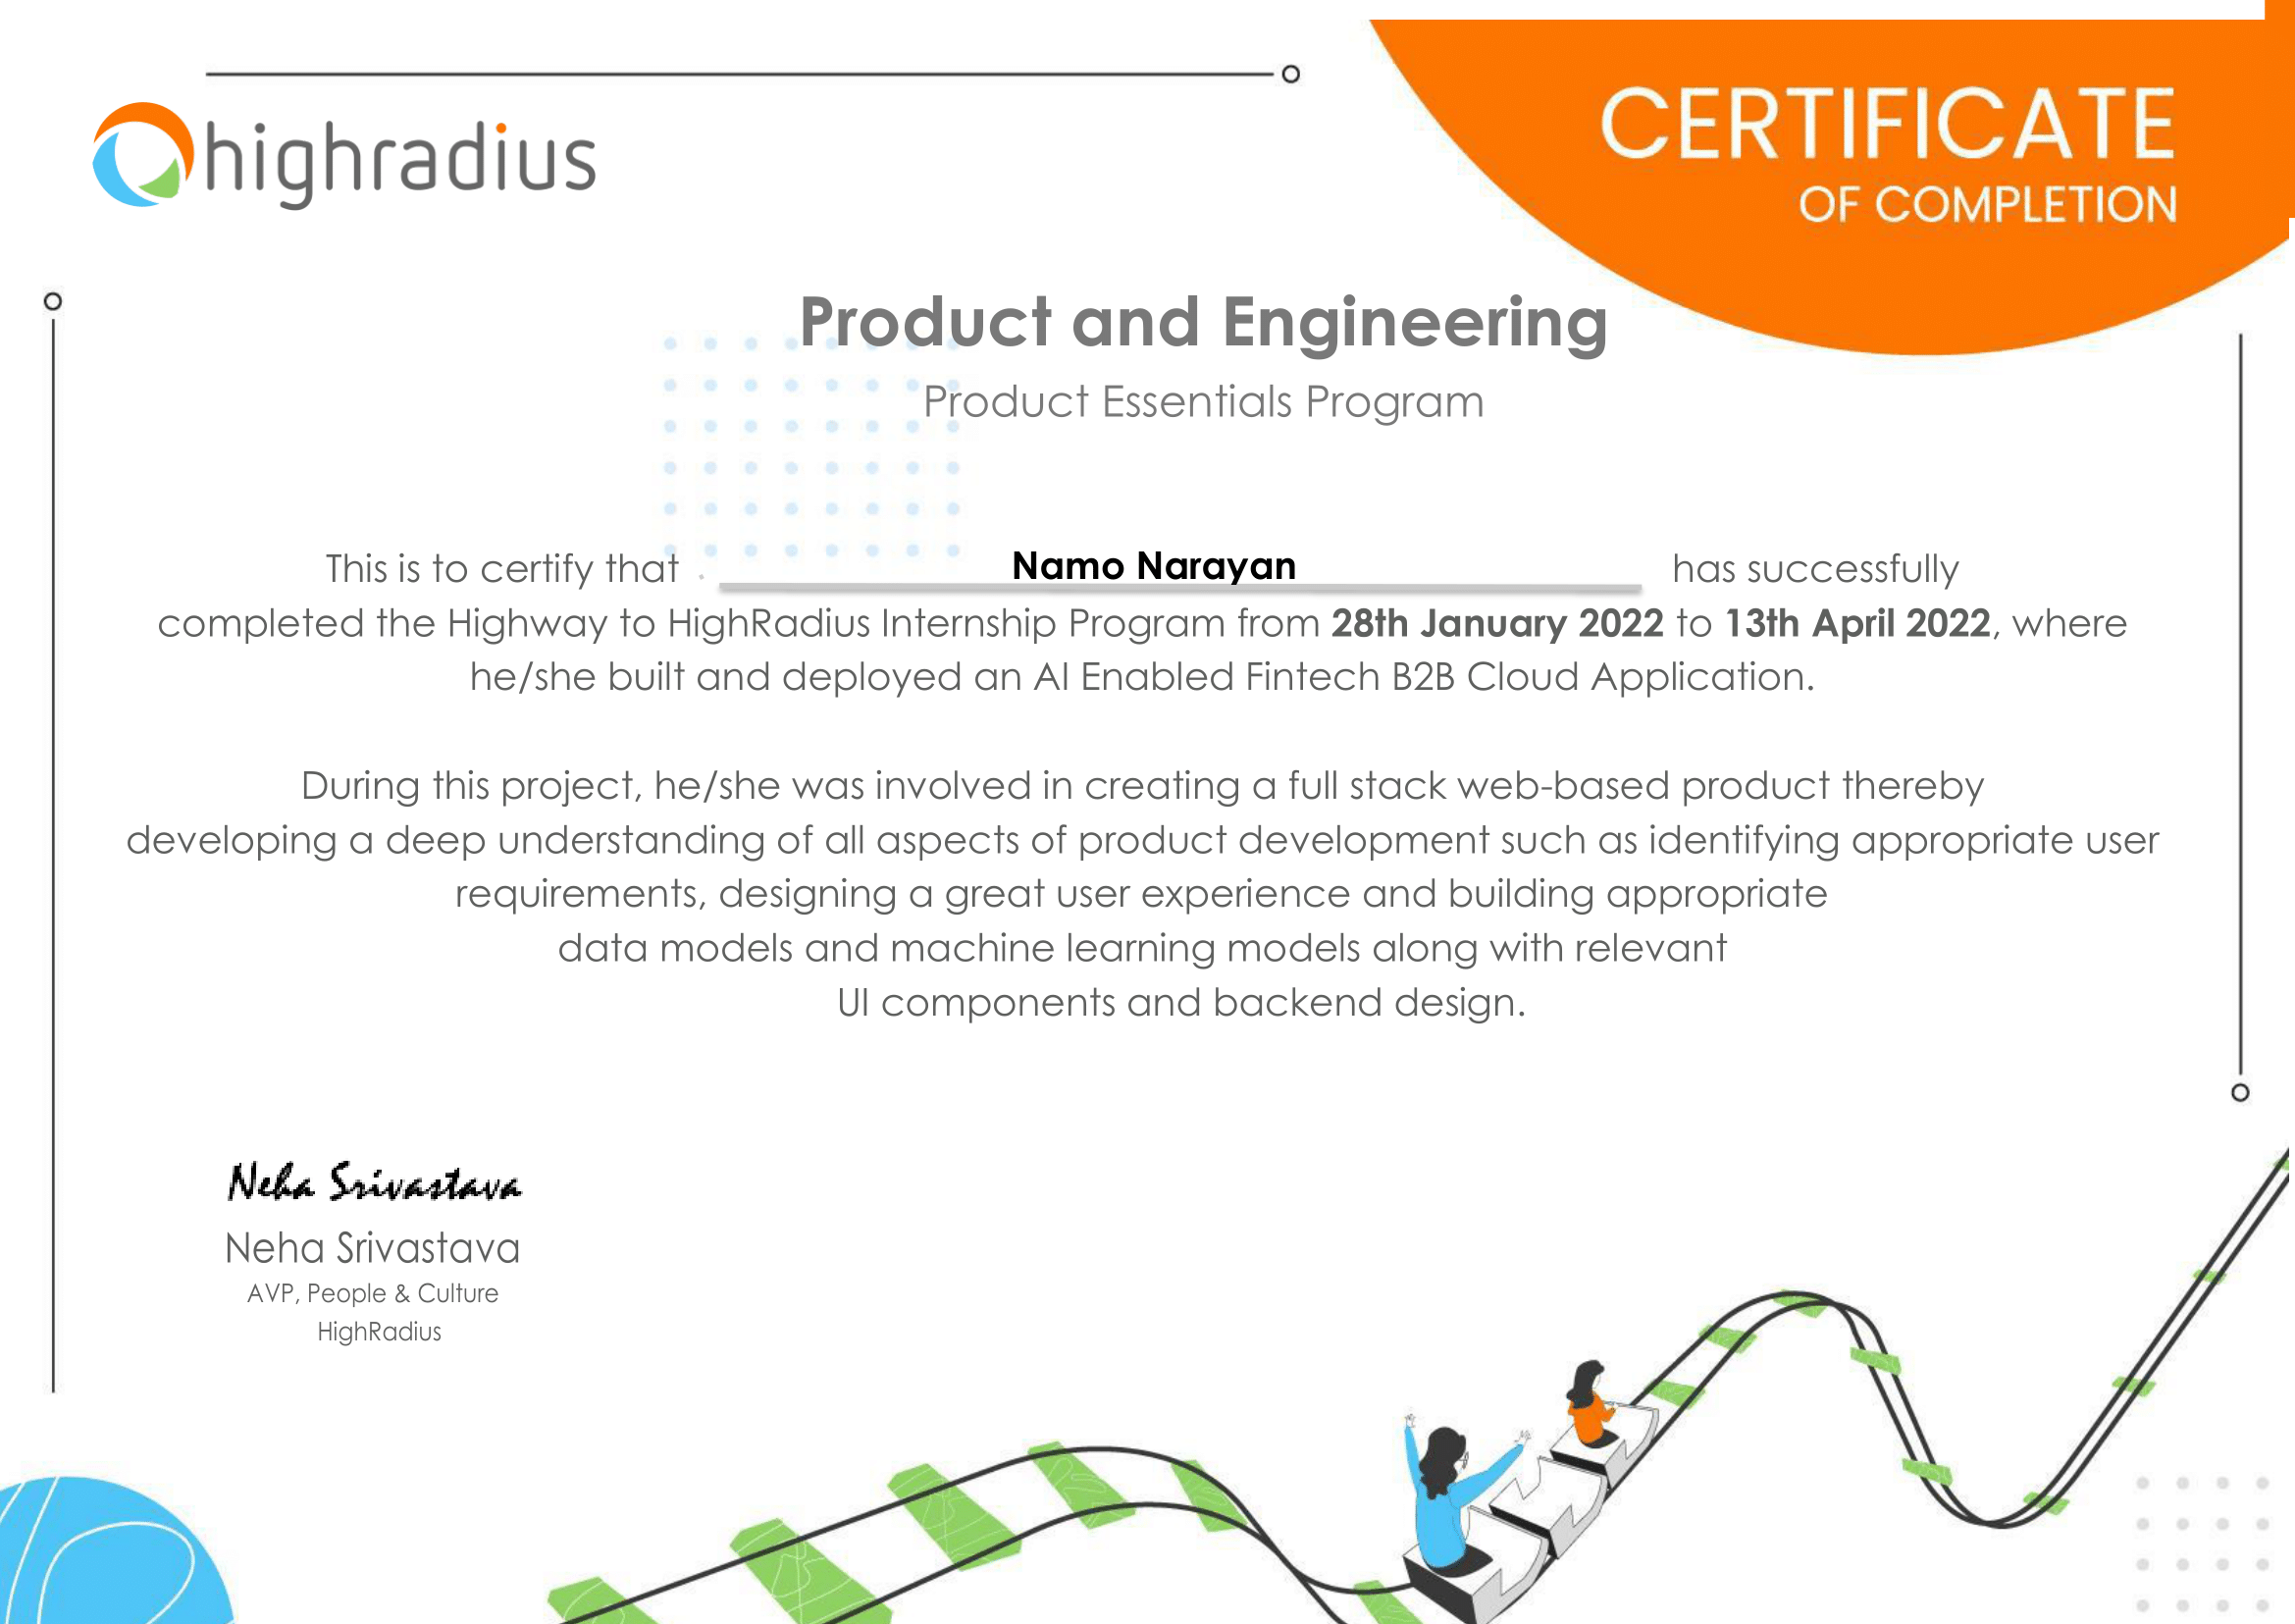 highradius
CERTIFICATE
OF COMPLETION
Product and Engineering
Product Essentials Program
This is to certify that Namo Narayan has successfully
completed the Highway to HighRadius Internship Program from 28th January 2022 to 13th April 2022, where
he/she built and deployed an AI Enabled Fintech B2B Cloud Application.
During this project, he/she was involved in creating a full stack web-based product thereby
developing a deep understanding of all aspects of product development such as identifying appropriate user
requirements, designing a great user experience and building appropriate
data models and machine learning models along with relevant
UI components and backend design.
Neha Srivastava
Neha Srivastava
AVP, People & Culture
HighRadius